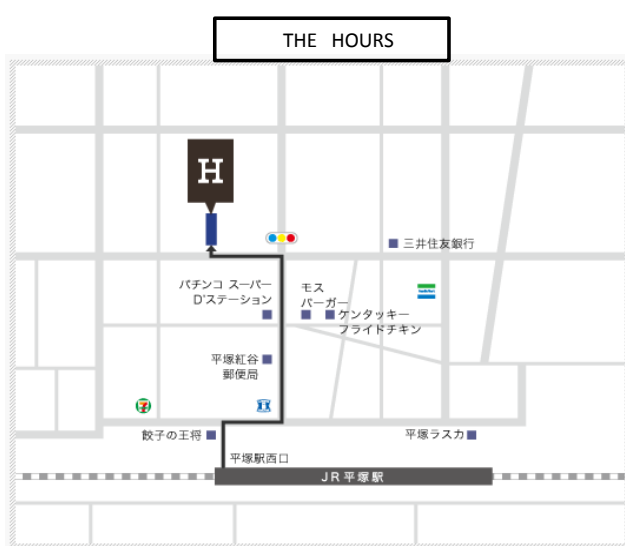 THE HOURS
H
三井住友銀行
パチンコ スーパー
D'ステーション
モス
バーガー
FamilyMart
ケンタッキー
フライドチキン
平塚紅谷
郵便局
7
餃子の王将
平塚ラスカ
平塚駅西口
JR平塚駅